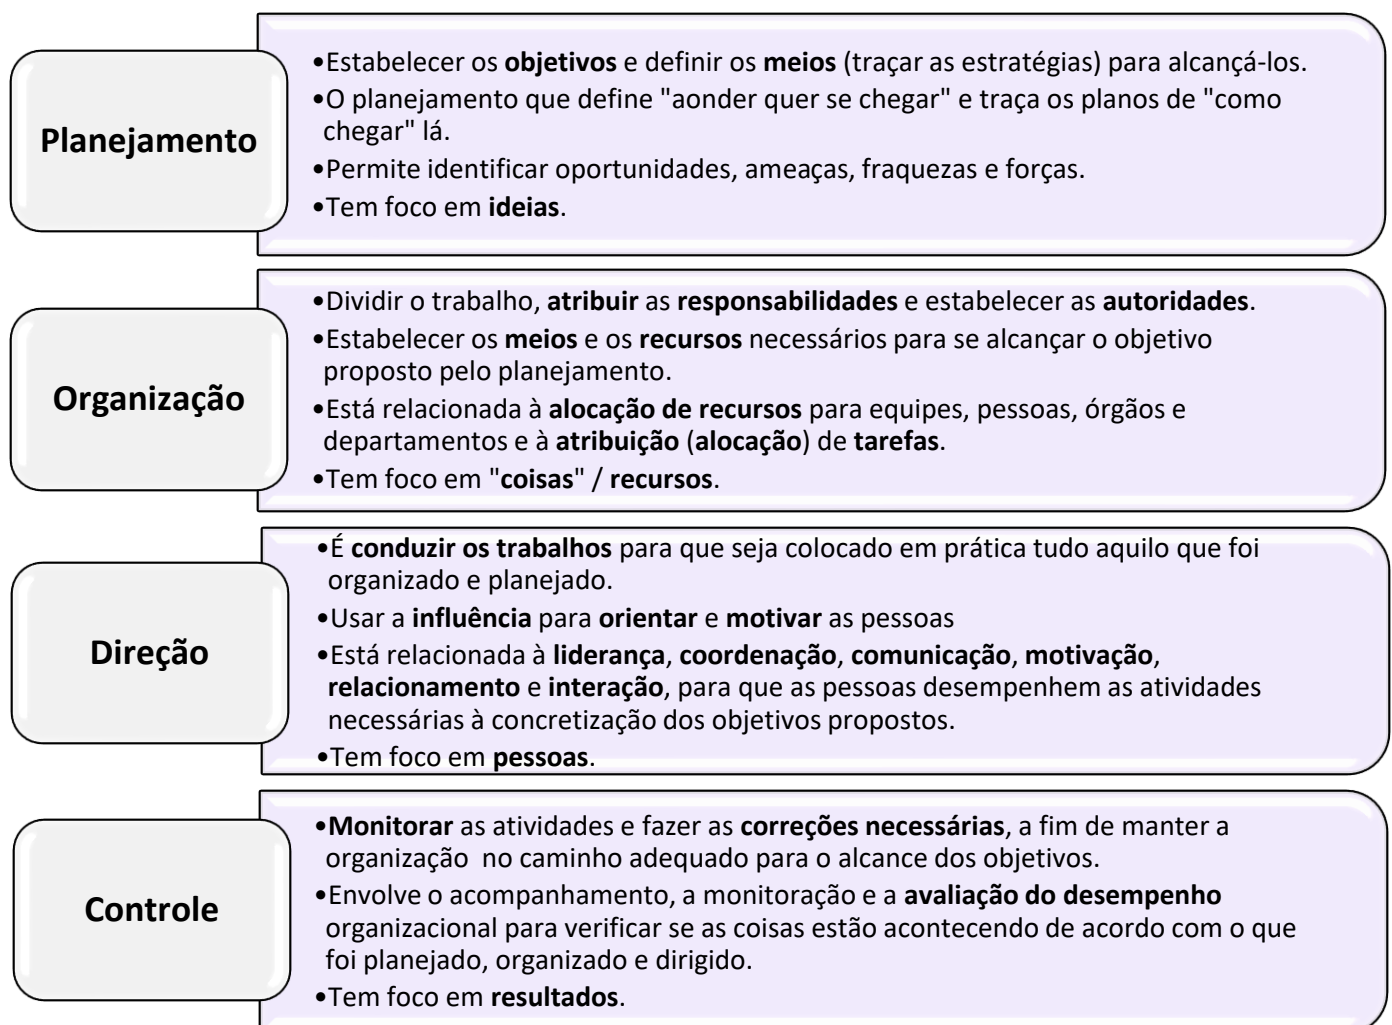 Planejamento
•Estabelecer os objetivos e definir os meios (traçar as estratégias) para alcançá-los.
•O planejamento que define "aonder quer se chegar" e traça os planos de "como
chegar" lá.
•Permite identificar oportunidades, ameaças, fraquezas e forças.
•Tem foco em ideias.
Organização
•Dividir o trabalho, atribuir as responsabilidades e estabelecer as autoridades.
•Estabelecer os meios e os recursos necessários para se alcançar o objetivo
proposto pelo planejamento.
•Está relacionada à alocação de recursos para equipes, pessoas, órgãos e
departamentos e à atribuição (alocação) de tarefas.
•Tem foco em "coisas" / recursos.
Direção
•É conduzir os trabalhos para que seja colocado em prática tudo aquilo que foi
organizado e planejado.
•Usar a influência para orientar e motivar as pessoas
•Está relacionada à liderança, coordenação, comunicação, motivação,
relacionamento e interação, para que as pessoas desempenhem as atividades
necessárias à concretização dos objetivos propostos.
•Tem foco em pessoas.
Controle
•Monitorar as atividades e fazer as correções necessárias, a fim de manter a
organização no caminho adequado para o alcance dos objetivos.
•Envolve o acompanhamento, a monitoração e a avaliação do desempenho
organizacional para verificar se as coisas estão acontecendo de acordo com o que
foi planejado, organizado e dirigido.
•Tem foco em resultados.